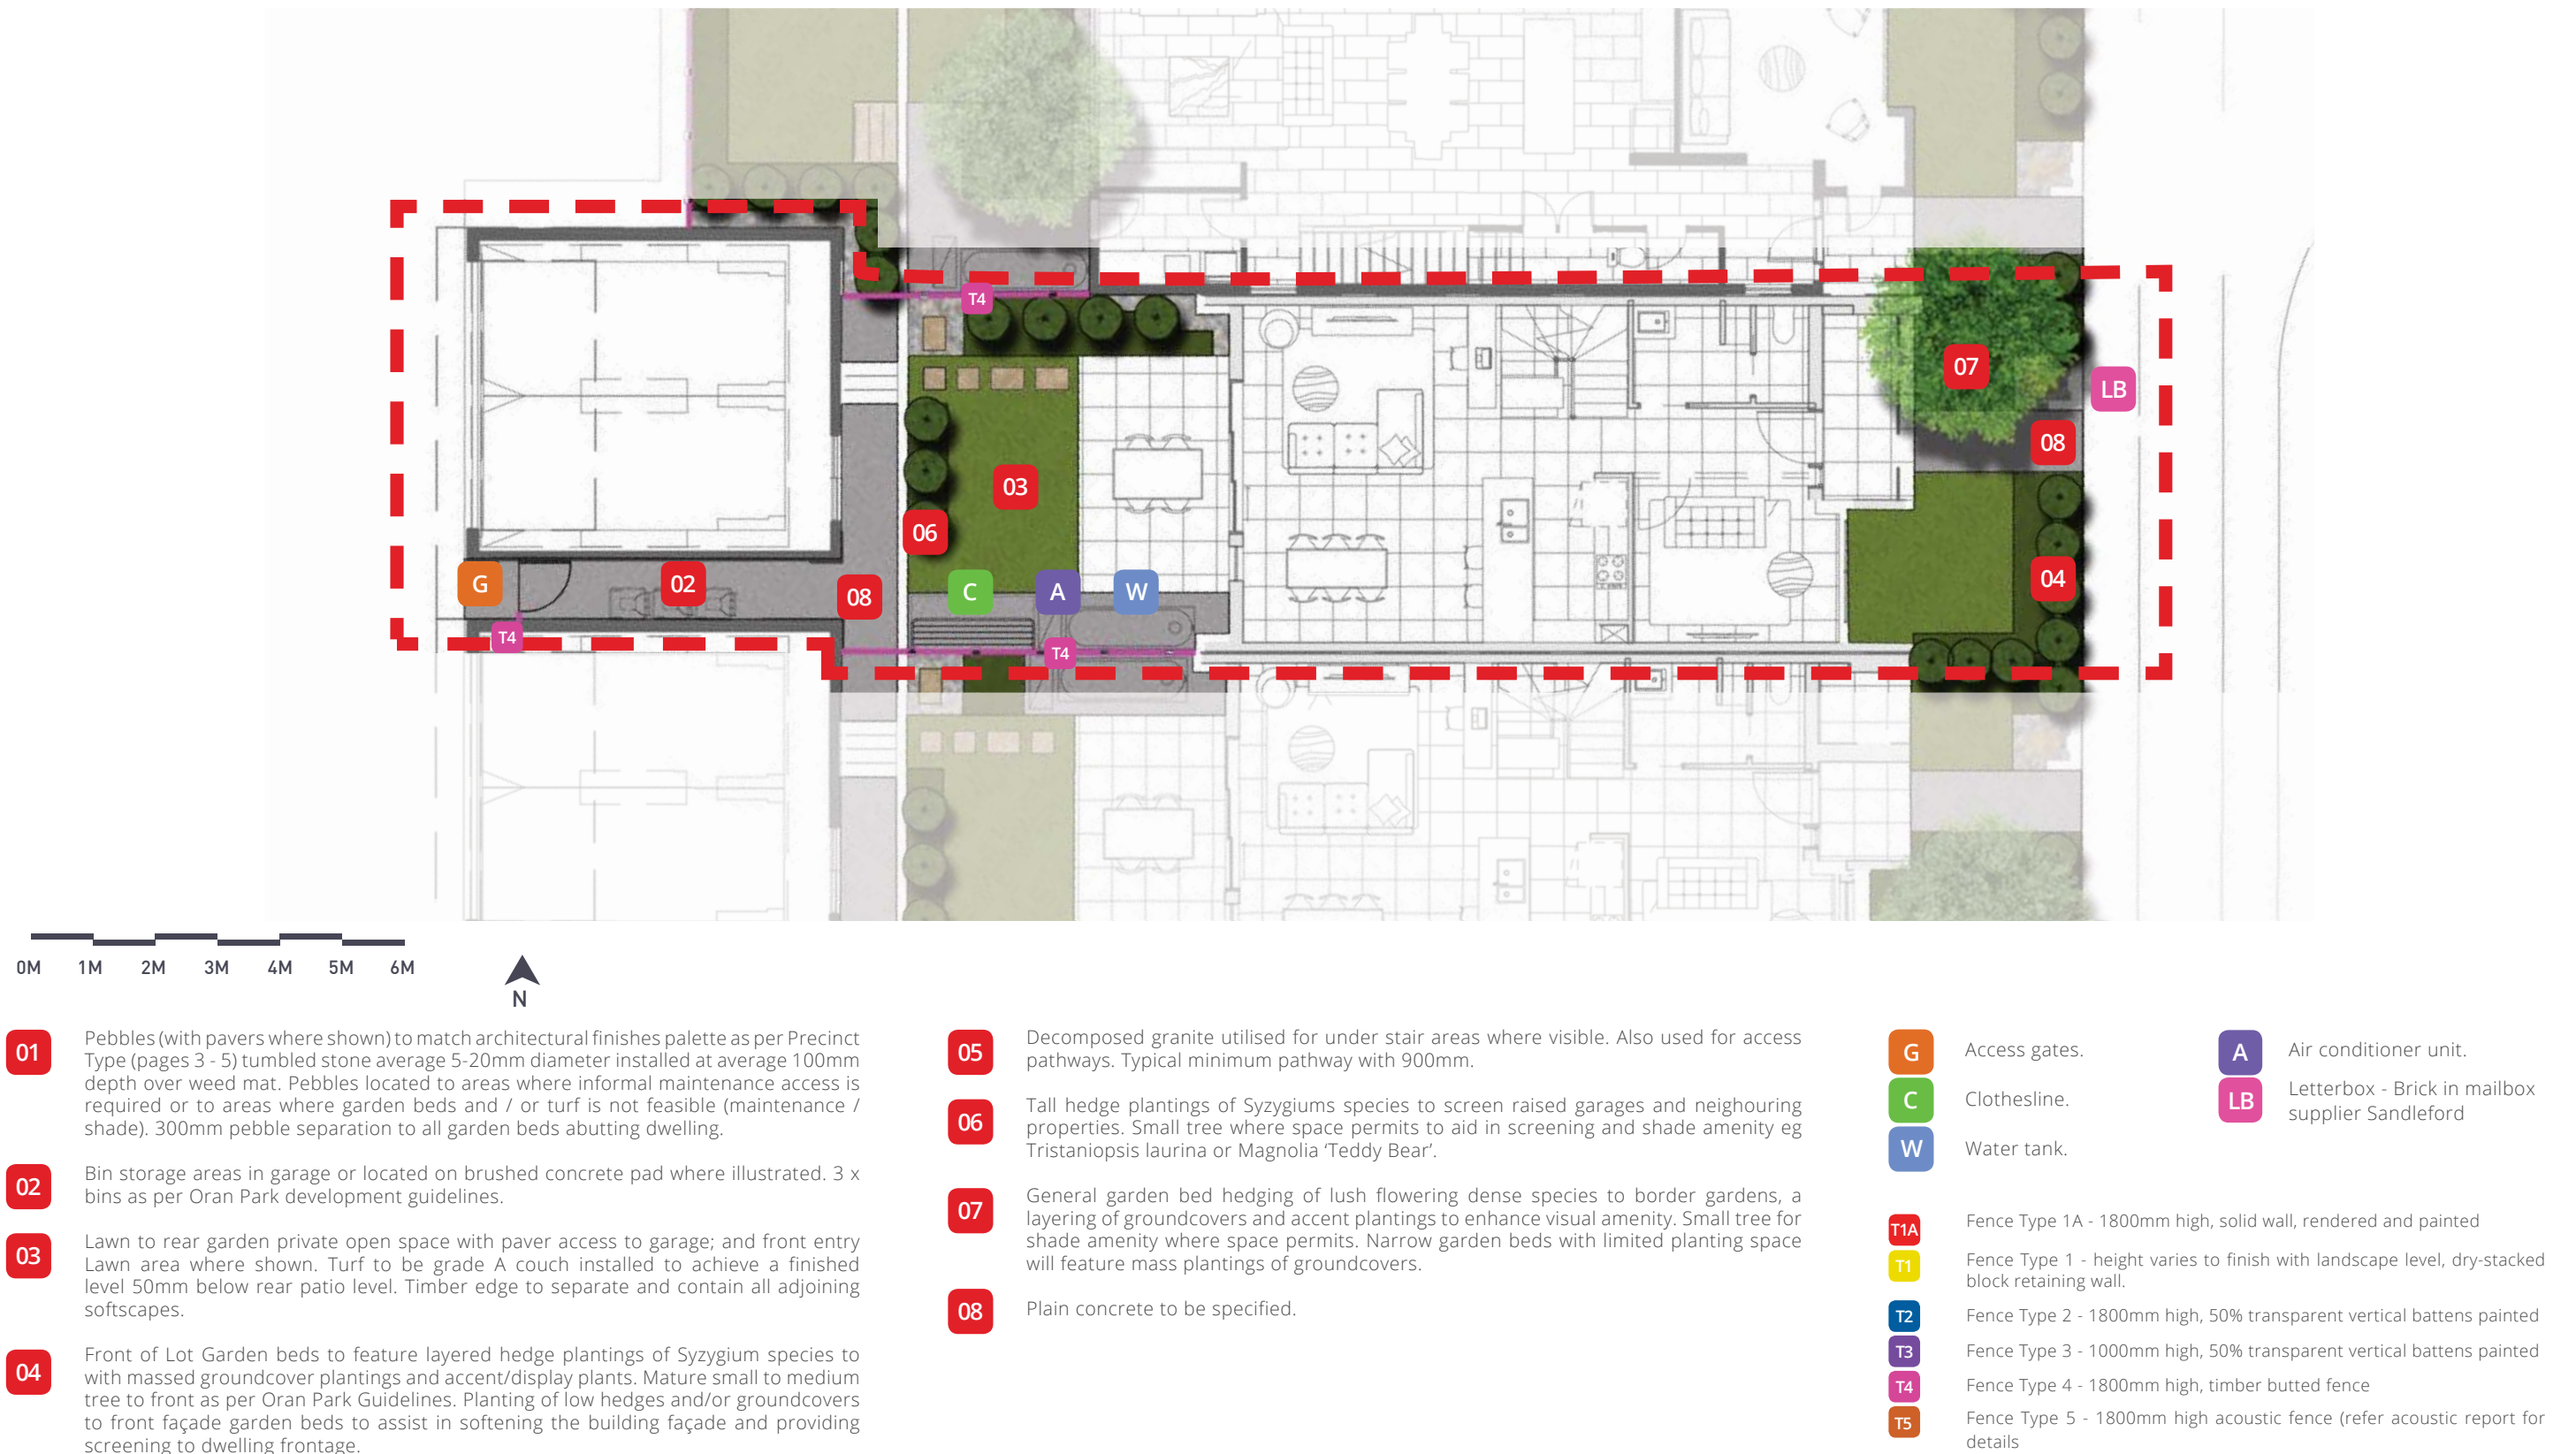 T4
07
LB
08
03
06
04
G
02
08
C
A
W
T4
T4
0M 1M 2M 3M 4M 5M 6M
N
01
Pebbles (with pavers where shown) to match architectural finishes palette as per Precinct
Type (pages 3 - 5) tumbled stone average 5-20mm diameter installed at average 100mm
depth over weed mat. Pebbles located to areas where informal maintenance access is
required or to areas where garden beds and / or turf is not feasible (maintenance /
shade). 300mm pebble separation to all garden beds abutting dwelling.
02
Bin storage areas in garage or located on brushed concrete pad where illustrated. 3 x
bins as per Oran Park development guidelines.
03
Lawn to rear garden private open space with paver access to garage; and front entry
Lawn area where shown. Turf to be grade A couch installed to achieve a finished
level 50mm below rear patio level. Timber edge to separate and contain all adjoining
softscapes.
04
Front of Lot Garden beds to feature layered hedge plantings of Syzygium species to
with massed groundcover plantings and accent/display plants. Mature small to medium
tree to front as per Oran Park Guidelines. Planting of low hedges and/or groundcovers
to front façade garden beds to assist in softening the building façade and providing
screening to dwelling frontage.
05
Decomposed granite utilised for under stair areas where visible. Also used for access
pathways. Typical minimum pathway with 900mm.
06
Tall hedge plantings of Syzygiums species to screen raised garages and neighouring
properties. Small tree where space permits to aid in screening and shade amenity eg
Tristaniopsis laurina or Magnolia ‘Teddy Bear’.
07
General garden bed hedging of lush flowering dense species to border gardens, a
layering of groundcovers and accent plantings to enhance visual amenity. Small tree for
shade amenity where space permits. Narrow garden beds with limited planting space
will feature mass plantings of groundcovers.
08
Plain concrete to be specified.
G Access gates.
C Clothesline.
W Water tank.
A Air conditioner unit.
LB Letterbox - Brick in mailbox
supplier Sandleford
T1A Fence Type 1A - 1800mm high, solid wall, rendered and painted
T1 Fence Type 1 - height varies to finish with landscape level, dry-stacked
block retaining wall.
T2 Fence Type 2 - 1800mm high, 50% transparent vertical battens painted
T3 Fence Type 3 - 1000mm high, 50% transparent vertical battens painted
T4 Fence Type 4 - 1800mm high, timber butted fence
T5 Fence Type 5 - 1800mm high acoustic fence (refer acoustic report for
details